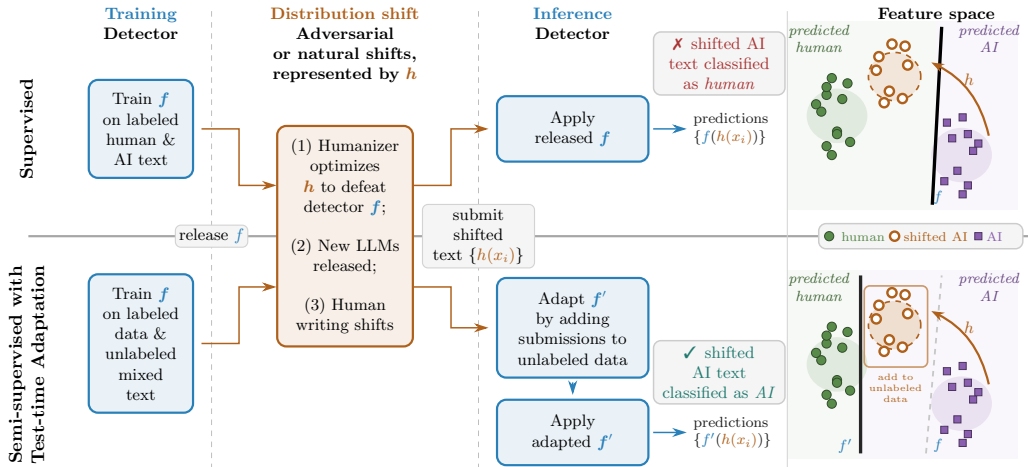 Training
Detector
Distribution shift
Adversarial
or natural shifts,
represented by h
Inference
Detector
Feature space
Supervised
Train f
on labeled
human &
AI text
(1) Humanizer
optimizes
h to defeat
detector f;
(2) New LLMs
released;
(3) Human
writing shifts
Apply
released f
✗ shifted AI
text classified
as human
predictions
{f(h(x_i))}
predicted
human
predicted
AI
h
f
release f
submit
shifted
text {h(x_i)}
human shifted AI AI
Semi-supervised with
Test-time Adaptation
Train f
on labeled
data &
unlabeled
mixed
text
Adapt f′
by adding
submissions to
unlabeled data
Apply
adapted f′
✓ shifted
AI text
classified as AI
predictions
{f′(h(x_i))}
predicted
human
predicted
AI
h
add to
unlabeled
data
f′
f